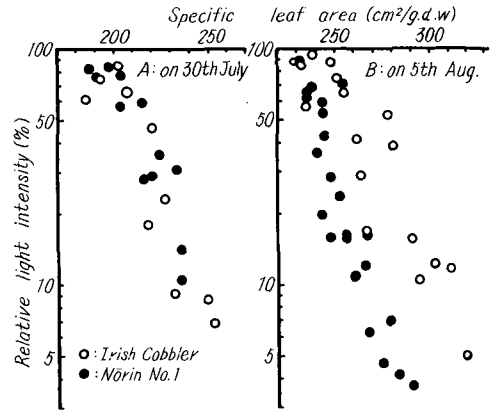 Specific leaf area (cm²/g.d.w)
200 250
250 300
100
50
10
5
Relative light intensity (%)
A: on 30th July
○ : Irish Cobbler
● : Nōrin No.1
100
50
10
5
B: on 5th Aug.